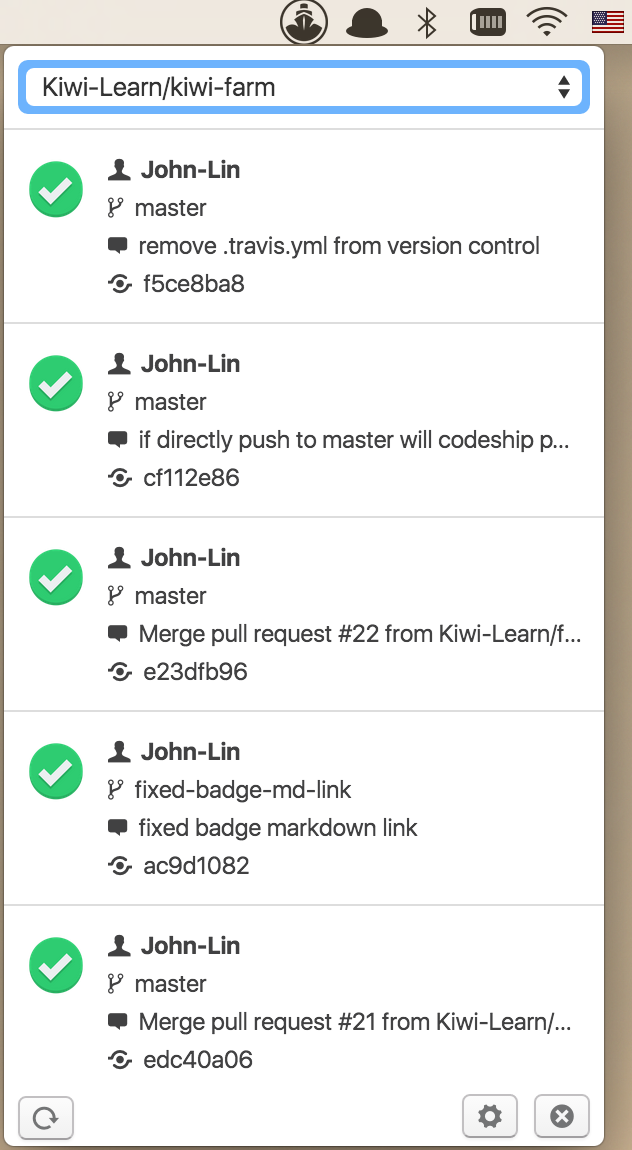 Kiwi-Learn/kiwi-farm
John-Lin
master
remove .travis.yml from version control
f5ce8ba8
John-Lin
master
if directly push to master will codeship p...
cf112e86
John-Lin
master
Merge pull request #22 from Kiwi-Learn/f...
e23dfb96
John-Lin
fixed-badge-md-link
fixed badge markdown link
ac9d1082
John-Lin
master
Merge pull request #21 from Kiwi-Learn/...
edc40a06